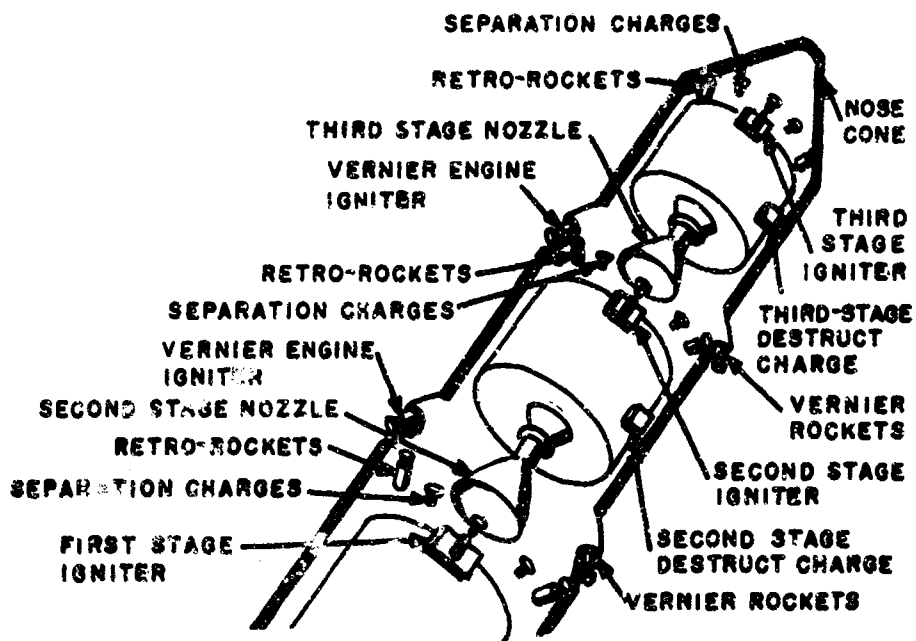 SEPARATION CHARGES
RETRO-ROCKETS
NOSE
CONE
THIRD STAGE NOZZLE
VERNIER ENGINE
IGNITER
THIRD
STAGE
IGNITER
RETRO-ROCKETS
SEPARATION CHARGES
THIRD-STAGE
DESTRUCT
CHARGE
VERNIER ENGINE
IGNITER
SECOND STAGE NOZZLE
VERNIER
ROCKETS
RETRO-ROCKETS
SEPARATION CHARGES
SECOND STAGE
IGNITER
FIRST STAGE
IGNITER
SECOND STAGE
DESTRUCT CHARGE
VERNIER ROCKETS